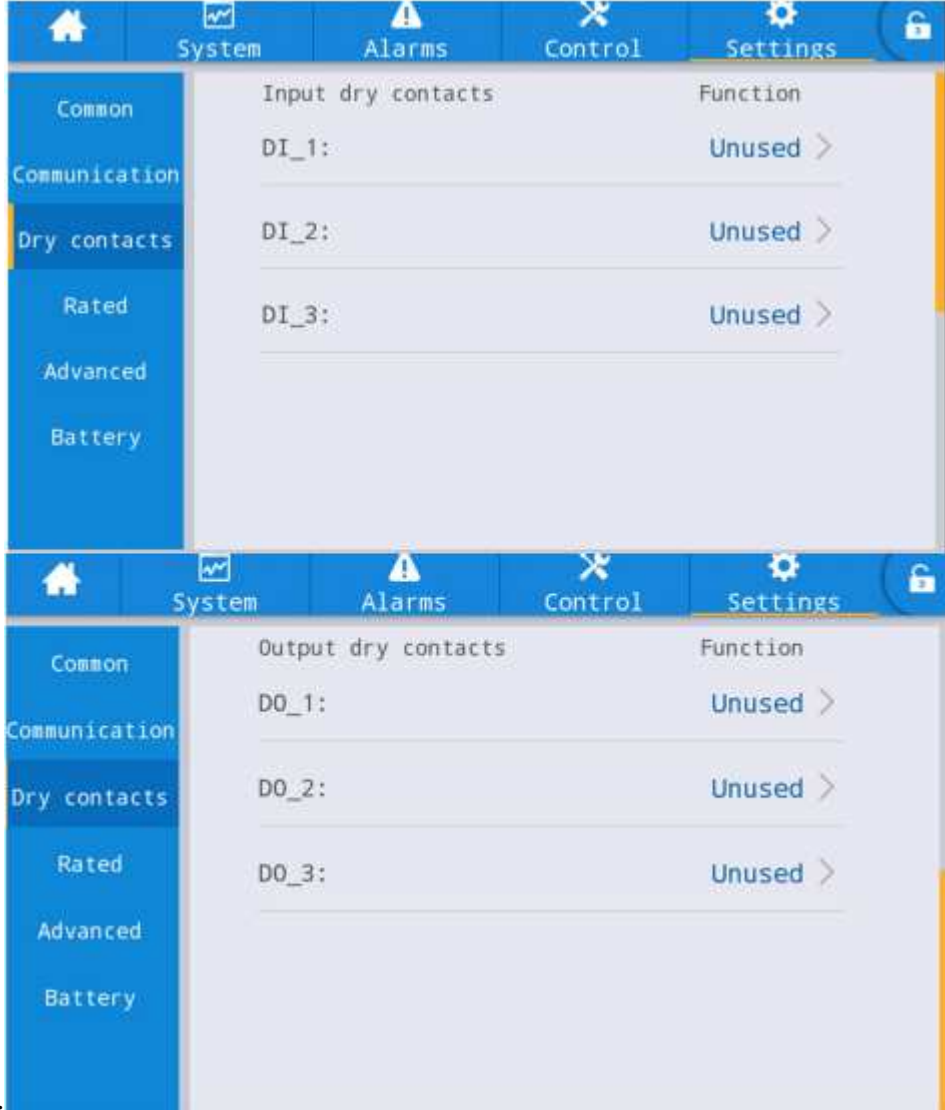 System Alarms Control Settings
Common
Communication
Dry contacts
Rated
Advanced
Battery
Input dry contacts Function
DI_1: Unused
DI_2: Unused
DI_3: Unused
System Alarms Control Settings
Common
Communication
Dry contacts
Rated
Advanced
Battery
Output dry contacts Function
DO_1: Unused
DO_2: Unused
DO_3: Unused